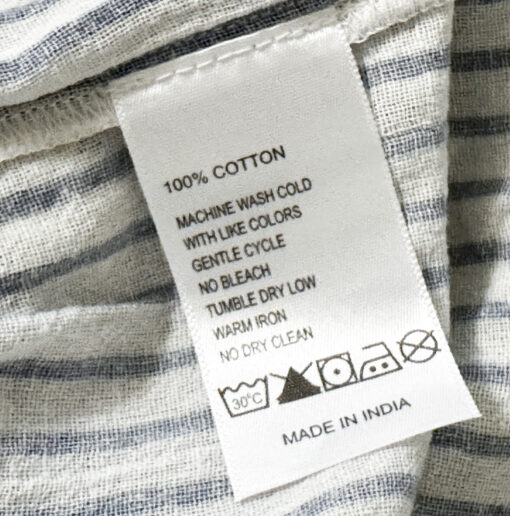 100% COTTON
MACHINE WASH COLD
WITH LIKE COLORS
GENTLE CYCLE
NO BLEACH
TUMBLE DRY LOW
WARM IRON
NO DRY CLEAN
30°C
MADE IN INDIA